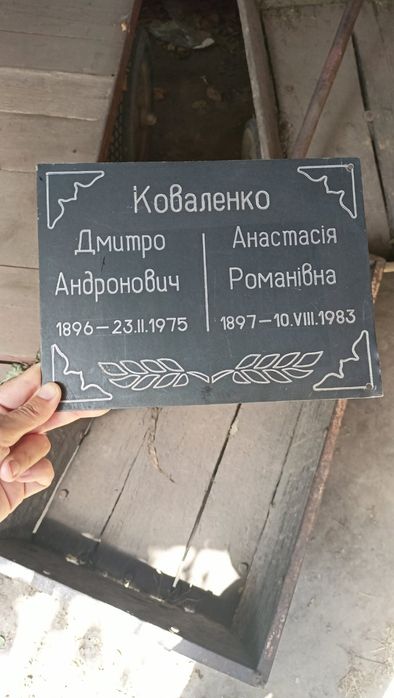 Коваленко
Дмитро
Андронович
1896–23.II.1975
Анастасія
Романівна
1897–10.VIII.1983